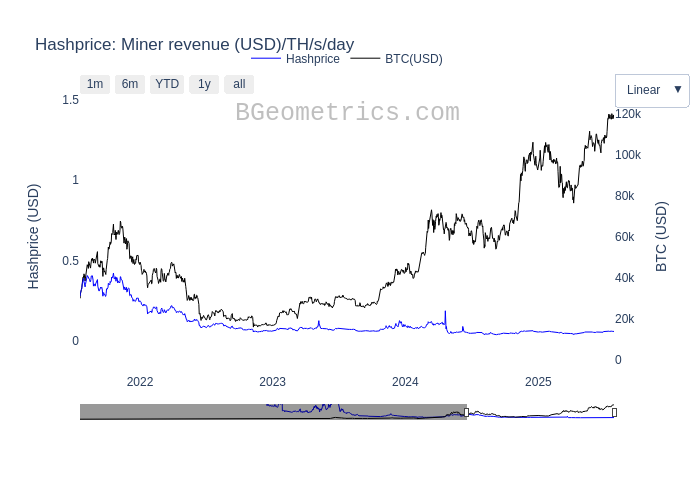 Hashprice: Miner revenue (USD)/TH/s/day
Hashprice BTC(USD)
1m 6m YTD 1y all
Linear ▼
BGeometrics.com
1.5
1
0.5
0
Hashprice (USD)
120k
100k
80k
60k
40k
20k
0
BTC (USD)
2022 2023 2024 2025